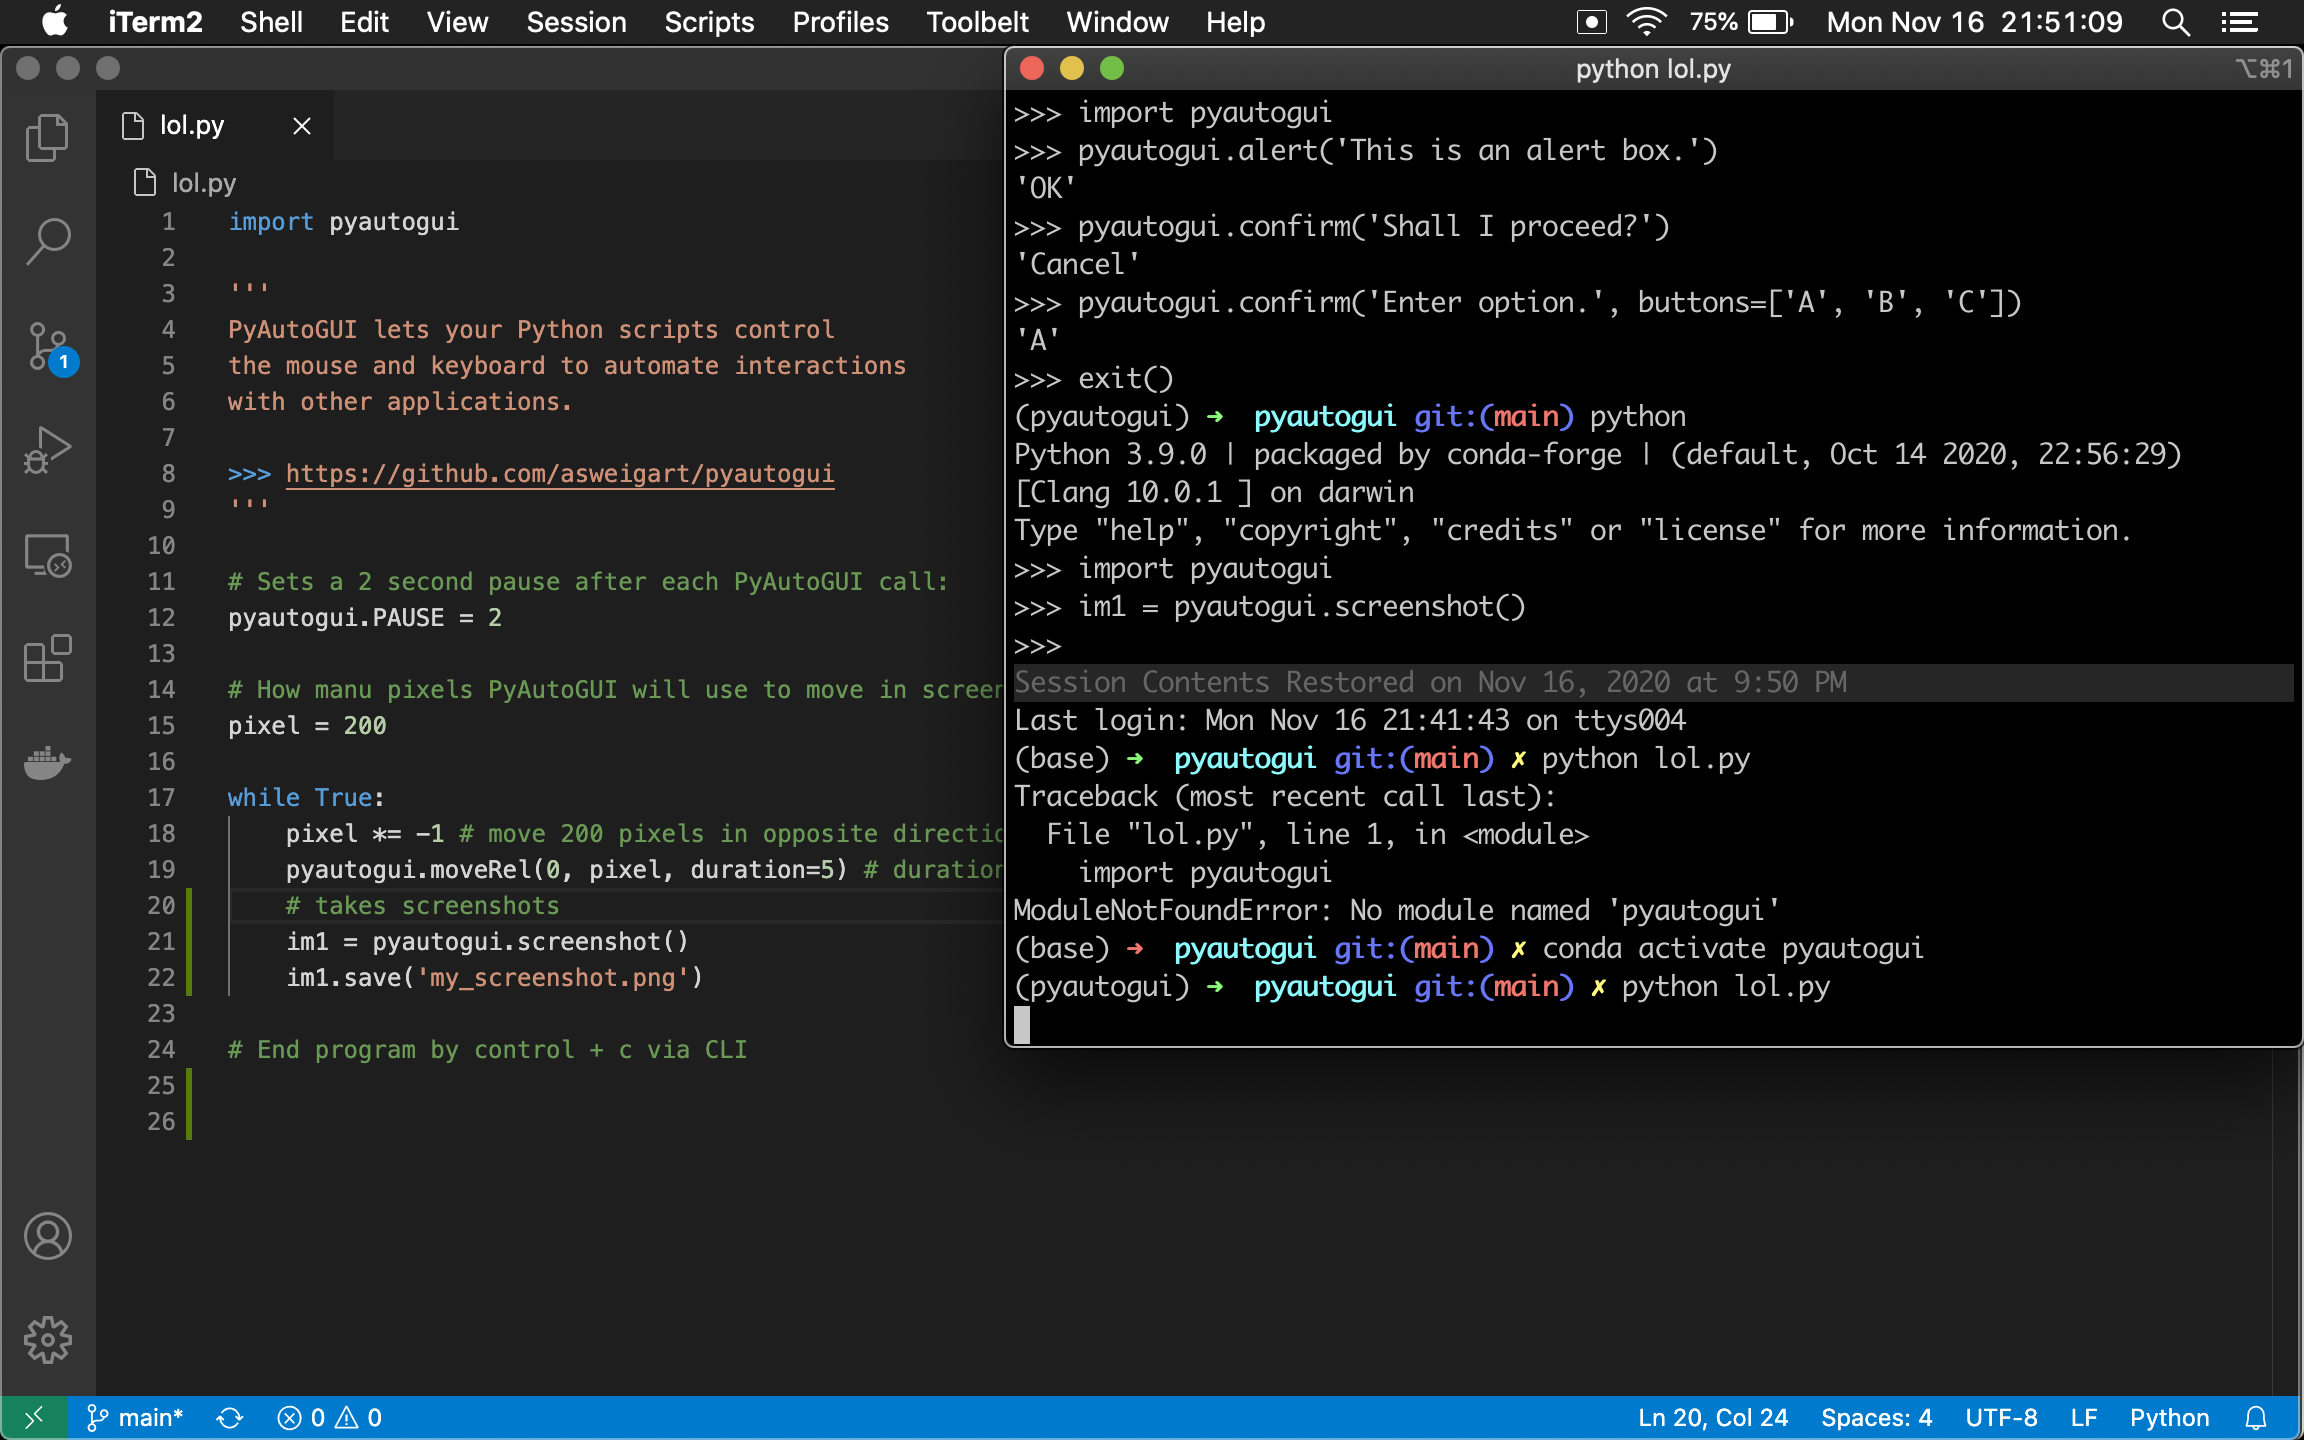 iTerm2 Shell Edit View Session Scripts Profiles Toolbelt Window Help 75% Mon Nov 16 21:51:09
lol.py
lol.py
1 import pyautogui
2
3 '''
4 PyAutoGUI lets your Python scripts control
5 the mouse and keyboard to automate interactions
6 with other applications.
7
8 >>> https://github.com/asweigart/pyautogui
9 '''
10
11 # Sets a 2 second pause after each PyAutoGUI call:
12 pyautogui.PAUSE = 2
13
14 # How manu pixels PyAutoGUI will use to move in screen
15 pixel = 200
16
17 while True:
18 pixel *= -1 # move 200 pixels in opposite directio
19 pyautogui.moveRel(0, pixel, duration=5) # duration
20 # takes screenshots
21 im1 = pyautogui.screenshot()
22 im1.save('my_screenshot.png')
23
24 # End program by control + c via CLI
25
26
1
python lol.py ⌥⌘1
>>> import pyautogui
>>> pyautogui.alert('This is an alert box.')
'OK'
>>> pyautogui.confirm('Shall I proceed?')
'Cancel'
>>> pyautogui.confirm('Enter option.', buttons=['A', 'B', 'C'])
'A'
>>> exit()
(pyautogui) ➜ pyautogui git:(main) python
Python 3.9.0 | packaged by conda-forge | (default, Oct 14 2020, 22:56:29)
[Clang 10.0.1 ] on darwin
Type "help", "copyright", "credits" or "license" for more information.
>>> import pyautogui
>>> im1 = pyautogui.screenshot()
>>>
Session Contents Restored on Nov 16, 2020 at 9:50 PM
Last login: Mon Nov 16 21:41:43 on ttys004
(base) ➜ pyautogui git:(main) ✗ python lol.py
Traceback (most recent call last):
File "lol.py", line 1, in <module>
import pyautogui
ModuleNotFoundError: No module named 'pyautogui'
(base) ➜ pyautogui git:(main) ✗ conda activate pyautogui
(pyautogui) ➜ pyautogui git:(main) ✗ python lol.py
main* 0 0 Ln 20, Col 24 Spaces: 4 UTF-8 LF Python